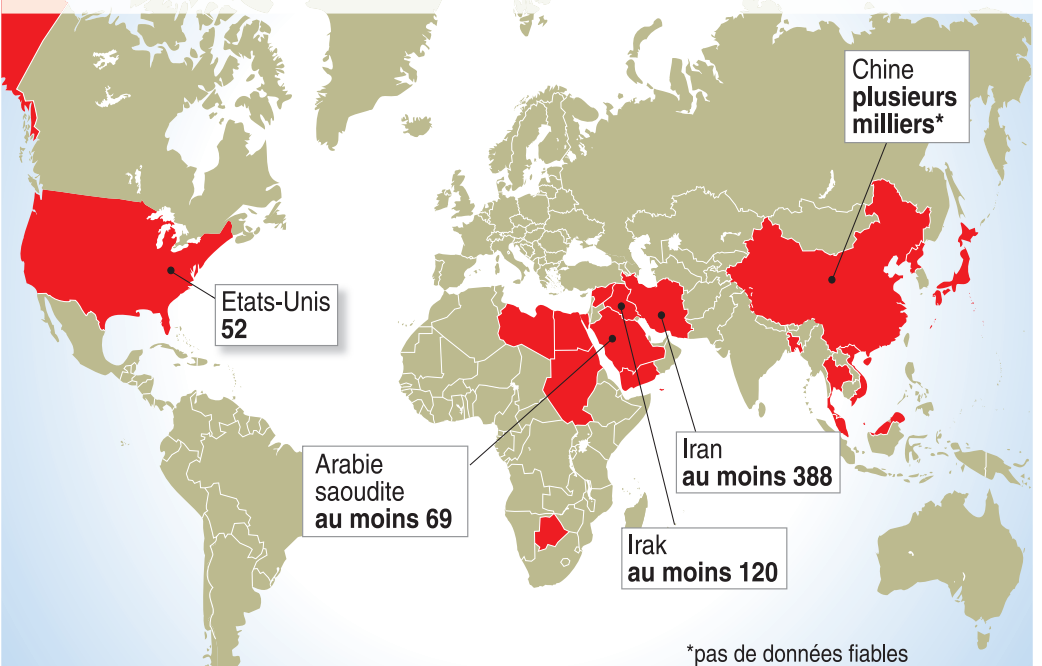 Chine
plusieurs
milliers*
Etats-Unis
52
Arabie
saoudite
au moins 69
Iran
au moins 388
Irak
au moins 120
*pas de données fiables